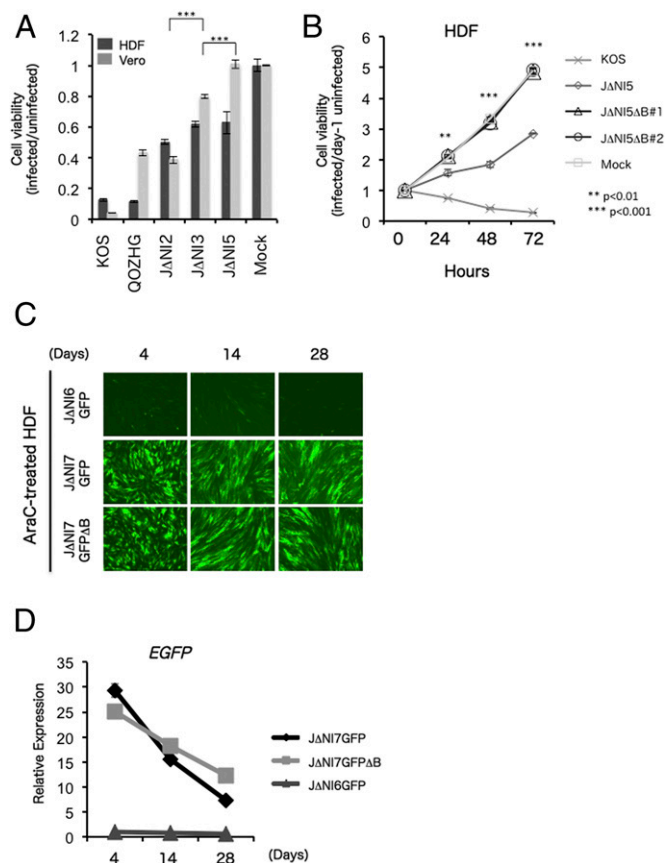 A
***
***
HDF
Vero
Cell viability
(infected/uninfected)
1.2
1
0.8
0.6
0.4
0.2
0
KOS
QOZHG
JΔNI2
JΔNI3
JΔNI5
Mock
B
HDF
Cell viability
(infected/day-1 uninfected)
6
5
4
3
2
1
0
**
***
***
0 24 48 72
Hours
KOS
JΔNI5
JΔNI5ΔB#1
JΔNI5ΔB#2
Mock
** p<0.01
*** p<0.001
C
(Days) 4 14 28
AraC-treated HDF
JΔNI6
GFP
JΔNI7
GFP
JΔNI7
GFPΔB
D
EGFP
Relative Expression
35
30
25
20
15
10
5
0
4 14 28 (Days)
JΔNI7GFP
JΔNI7GFPΔB
JΔNI6GFP